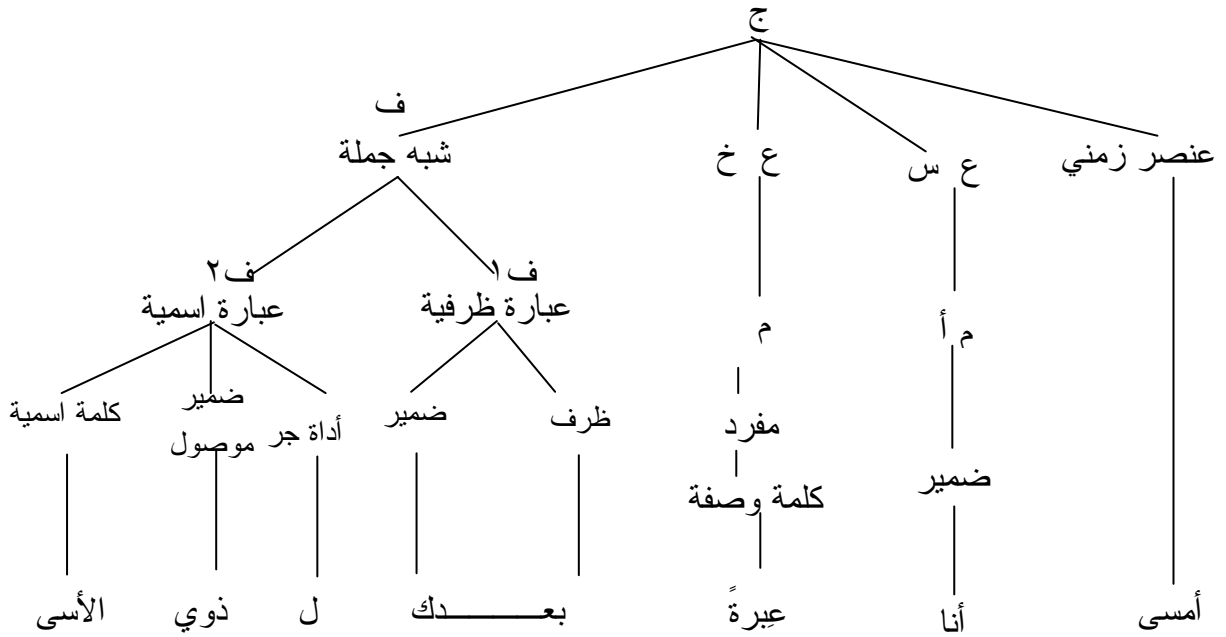 ج
ف
عنصر زمني
ع س
ع خ
شبه جملة
ف١
ف٢
عبارة ظرفية
عبارة اسمية
م أ
م
ظرف
ضمير
أداة جر
ضمير
موصول
كلمة اسمية
مفرد
ضمير
كلمة وصفة
أمسى
أنا
عِبرةً
بعـــــــدك
ل
ذوي
الأسى